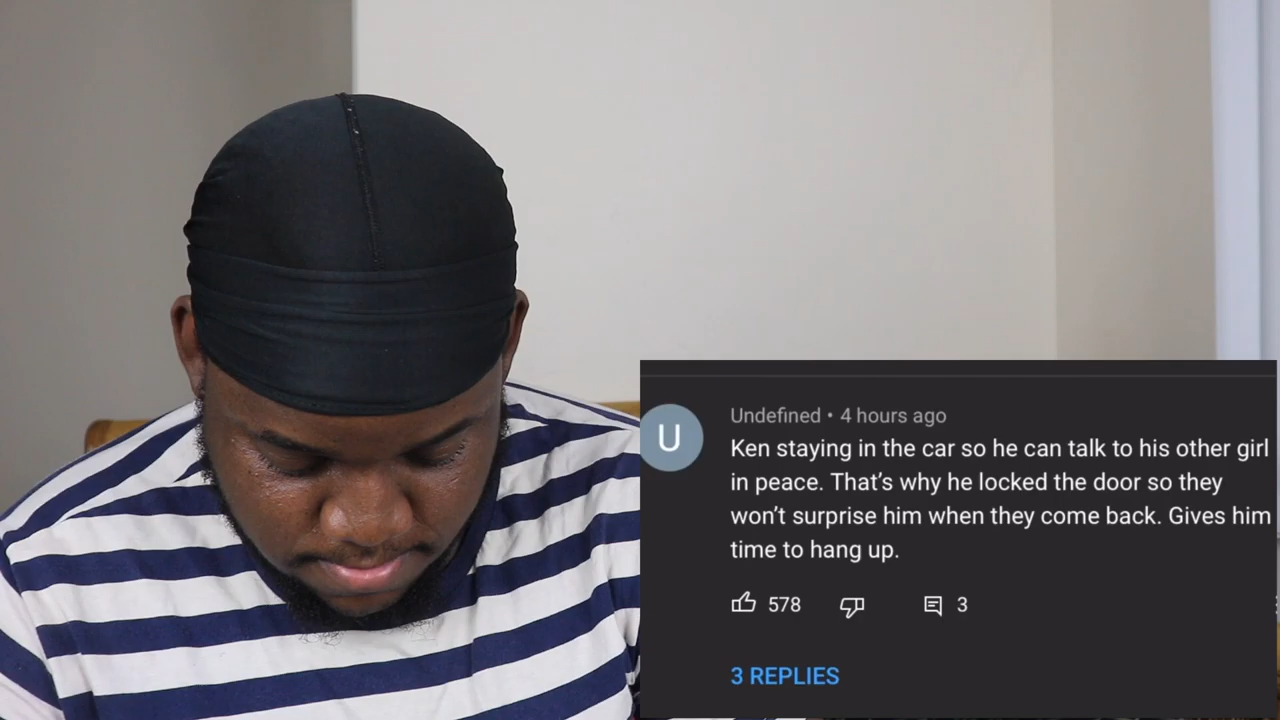 U
Undefined • 4 hours ago
Ken staying in the car so he can talk to his other girl
in peace. That's why he locked the door so they
won't surprise him when they come back. Gives him
time to hang up.
578
3
3 REPLIES